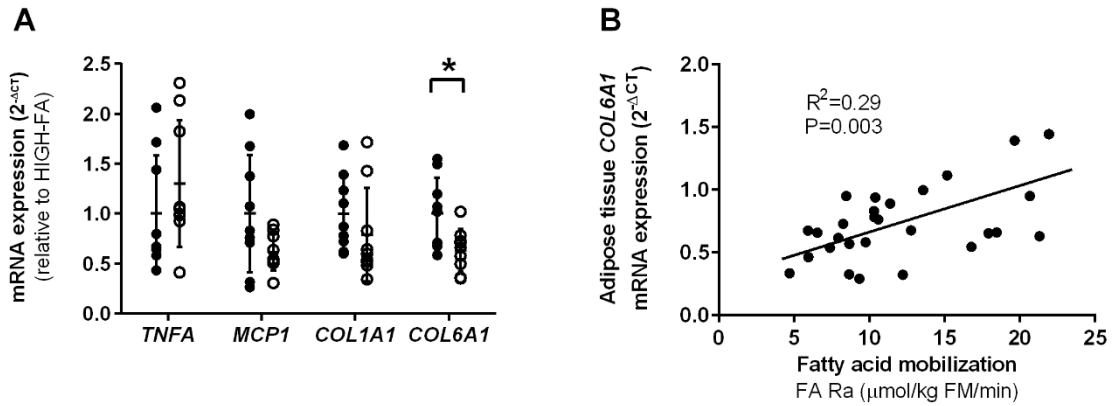 A
mRNA expression (2-ΔCT)
(relative to HIGH-FA)
2.5
2.0
1.5
1.0
0.5
0.0
*
TNFA MCP1 COL1A1 COL6A1
B
Adipose tissue COL6A1
mRNA expression (2-ΔCT)
2.0
1.5
1.0
0.5
0.0
R2=0.29
P=0.003
0 5 10 15 20 25
Fatty acid mobilization
FA Ra (μmol/kg FM/min)